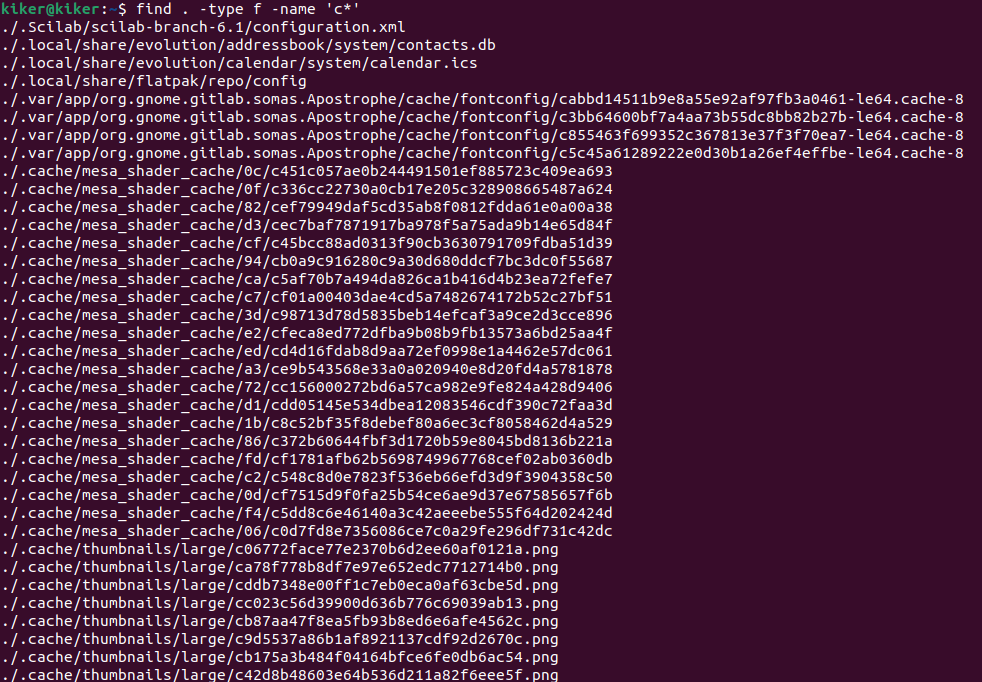 kiker@kiker:~$ find . -type f -name 'c*'
./.Scilab/scilab-branch-6.1/configuration.xml
./.local/share/evolution/addressbook/system/contacts.db
./.local/share/evolution/calendar/system/calendar.ics
./.local/share/flatpak/repo/config
./.var/app/org.gnome.gitlab.somas.Apostrophe/cache/fontconfig/cabbd14511b9e8a55e92af97fb3a0461-le64.cache-8
./.var/app/org.gnome.gitlab.somas.Apostrophe/cache/fontconfig/c3bb64600bf7a4aa73b55dc8bb82b27b-le64.cache-8
./.var/app/org.gnome.gitlab.somas.Apostrophe/cache/fontconfig/c855463f699352c367813e37f3f70ea7-le64.cache-8
./.var/app/org.gnome.gitlab.somas.Apostrophe/cache/fontconfig/c5c45a61289222e0d30b1a26ef4effbe-le64.cache-8
./.cache/mesa_shader_cache/0c/c451c057ae0b244491501ef885723c409ea693
./.cache/mesa_shader_cache/0f/c336cc22730a0cb17e205c328908665487a624
./.cache/mesa_shader_cache/82/cef79949daf5cd35ab8f0812fdda61e0a00a38
./.cache/mesa_shader_cache/d3/cec7baf7871917ba978f5a75ada9b14e65d84f
./.cache/mesa_shader_cache/cf/c45bcc88ad0313f90cb3630791709fdba51d39
./.cache/mesa_shader_cache/94/cb0a9c916280c9a30d680ddcf7bc3dc0f55687
./.cache/mesa_shader_cache/ca/c5af70b7a494da826ca1b416d4b23ea72fefe7
./.cache/mesa_shader_cache/c7/cf01a00403dae4cd5a7482674172b52c27bf51
./.cache/mesa_shader_cache/3d/c98713d78d5835beb14efcaf3a9ce2d3cce896
./.cache/mesa_shader_cache/e2/cfeca8ed772dfba9b08b9fb13573a6bd25aa4f
./.cache/mesa_shader_cache/ed/cd4d16fdab8d9aa72ef0998e1a4462e57dc061
./.cache/mesa_shader_cache/a3/ce9b543568e33a0a020940e8d20fd4a5781878
./.cache/mesa_shader_cache/72/cc156000272bd6a57ca982e9fe824a428d9406
./.cache/mesa_shader_cache/d1/cdd05145e534dbea12083546cdf390c72faa3d
./.cache/mesa_shader_cache/1b/c8c52bf35f8debef80a6ec3cf8058462d4a529
./.cache/mesa_shader_cache/86/c372b60644fbf3d1720b59e8045bd8136b221a
./.cache/mesa_shader_cache/fd/cf1781afb62b5698749967768cef02ab0360db
./.cache/mesa_shader_cache/c2/c548c8d0e7823f536eb66efd3d9f3904358c50
./.cache/mesa_shader_cache/0d/cf7515d9f0fa25b54ce6ae9d37e67585657f6b
./.cache/mesa_shader_cache/f4/c5dd8c6e46140a3c42aeeebe555f64d202424d
./.cache/mesa_shader_cache/06/c0d7fd8e7356086ce7c0a29fe296df731c42dc
./.cache/thumbnails/large/c06772face77e2370b6d2ee60af0121a.png
./.cache/thumbnails/large/ca78f778b8df7e97e652edc7712714b0.png
./.cache/thumbnails/large/cddb7348e00ff1c7eb0eca0af63cbe5d.png
./.cache/thumbnails/large/cc023c56d39900d636b776c69039ab13.png
./.cache/thumbnails/large/cb87aa47f8ea5fb93b8ed6e6afe4562c.png
./.cache/thumbnails/large/c9d5537a86b1af8921137cdf92d2670c.png
./.cache/thumbnails/large/cb175a3b484f04164bfce6fe0db6ac54.png
./.cache/thumbnails/large/c42d8b48603e64b536d211a82f6eee5f.png